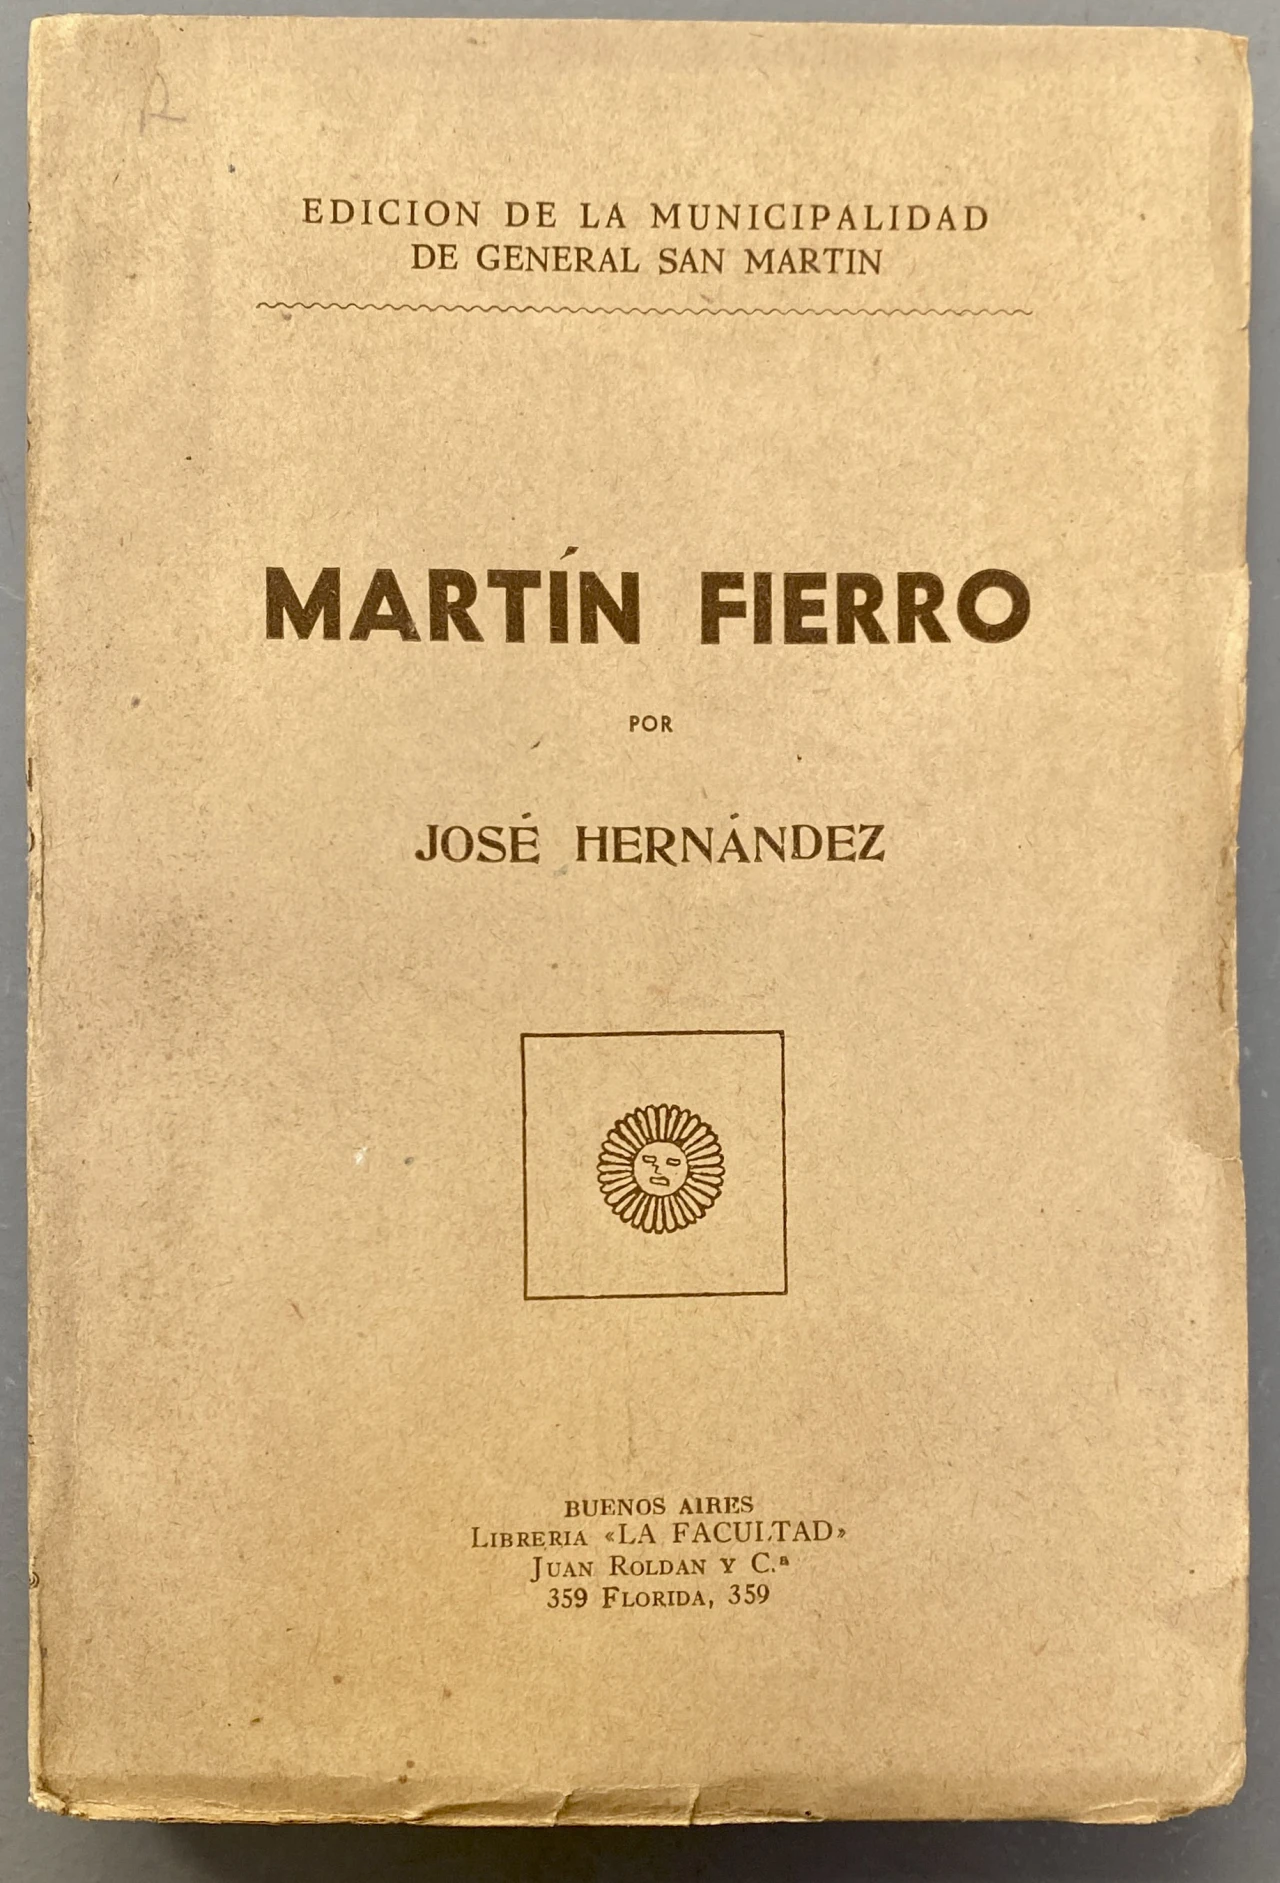 R
EDICION DE LA MUNICIPALIDAD
DE GENERAL SAN MARTIN
MARTÍN FIERRO
POR
JOSÉ HERNÁNDEZ
BUENOS AIRES
LIBRERIA «LA FACULTAD»
JUAN ROLDAN Y C.ª
359 FLORIDA, 359